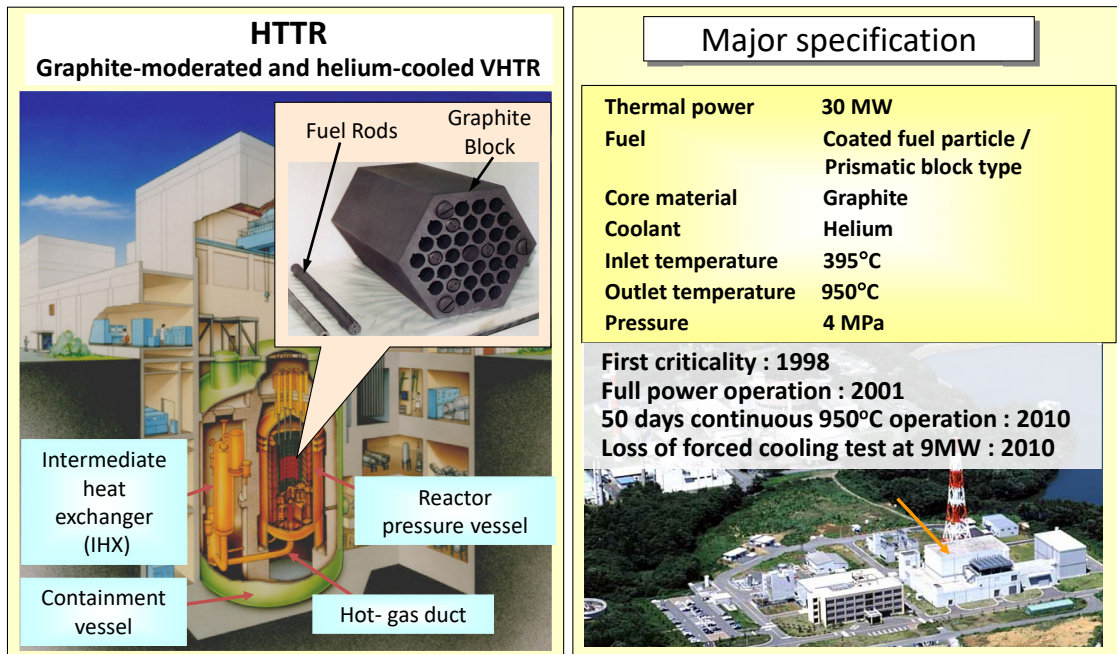 HTTR
Graphite-moderated and helium-cooled VHTR
Fuel Rods
Graphite
Block
Intermediate
heat
exchanger
(IHX)
Reactor
pressure vessel
Containment
vessel
Hot- gas duct
Major specification
Thermal power 30 MW
Fuel Coated fuel particle /
Prismatic block type
Core material Graphite
Coolant Helium
Inlet temperature 395°C
Outlet temperature 950°C
Pressure 4 MPa
First criticality : 1998
Full power operation : 2001
50 days continuous 950°C operation : 2010
Loss of forced cooling test at 9MW : 2010